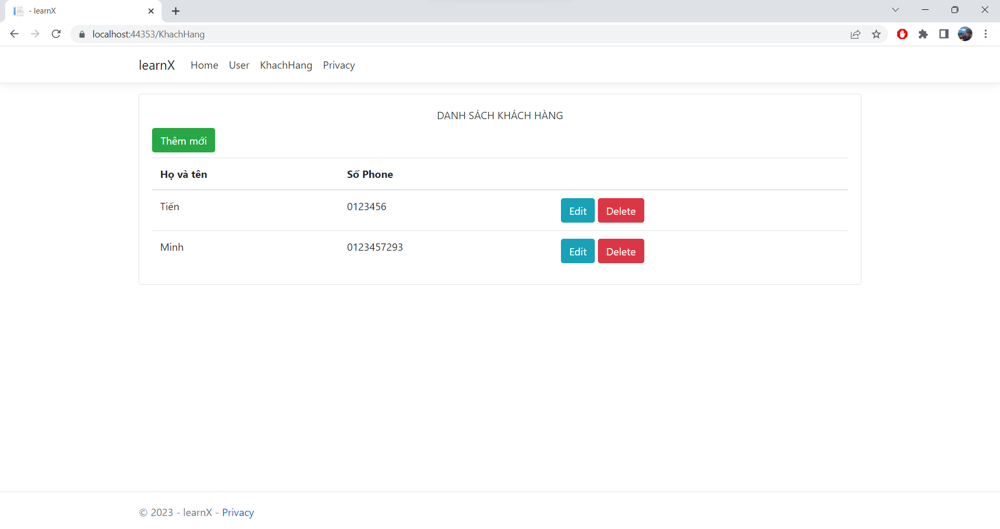 - learnX
localhost:44353/KhachHang
learnX Home User KhachHang Privacy
DANH SÁCH KHÁCH HÀNG
Thêm mới
Họ và tên Số Phone
Tiến 0123456 Edit Delete
Minh 0123457293 Edit Delete
© 2023 - learnX - Privacy